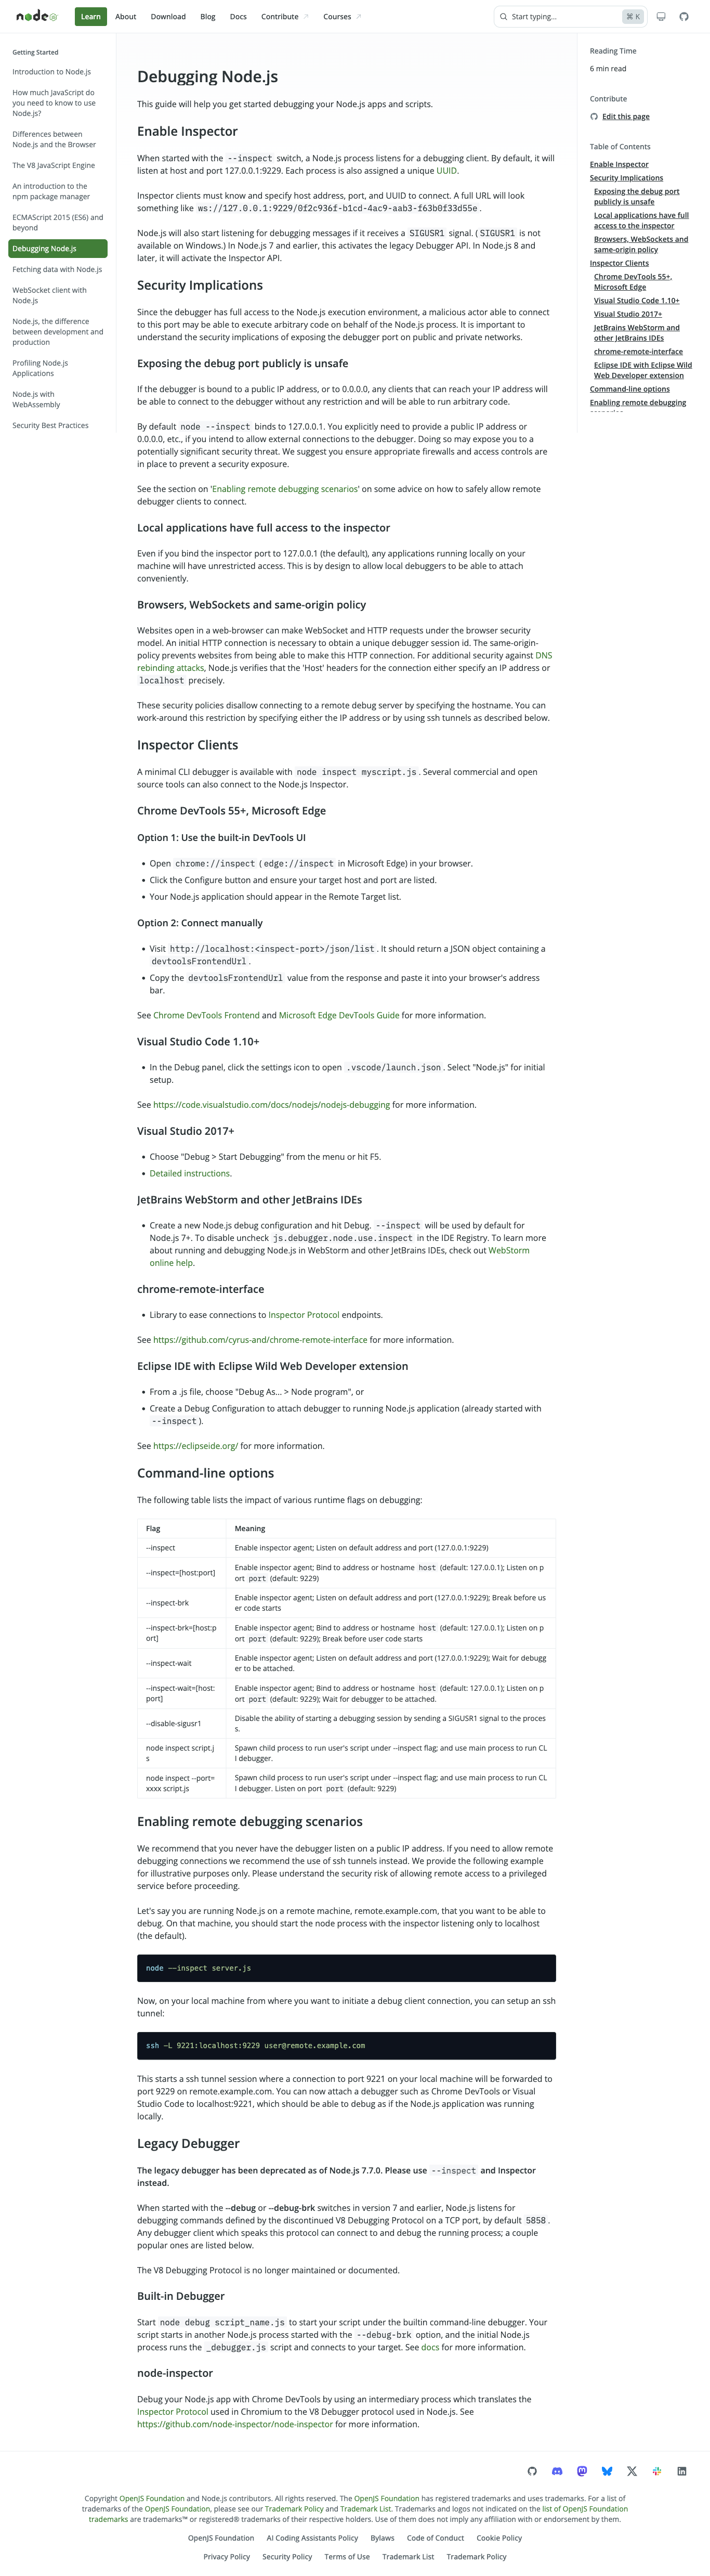 node
Learn
About
Download
Blog
Docs
Contribute
Courses
Start typing...
⌘ K
Getting Started
Introduction to Node.js
How much JavaScript do
you need to know to use
Node.js?
Differences between
Node.js and the Browser
The V8 JavaScript Engine
An introduction to the
npm package manager
ECMAScript 2015 (ES6) and
beyond
Debugging Node.js
Fetching data with Node.js
WebSocket client with
Node.js
Node.js, the difference
between development and
production
Profiling Node.js
Applications
Node.js with
WebAssembly
Security Best Practices
Debugging Node.js
This guide will help you get started debugging your Node.js apps and scripts.
Enable Inspector
When started with the --inspect switch, a Node.js process listens for a debugging client. By default, it will
listen at host and port 127.0.0.1:9229. Each process is also assigned a unique UUID.
Inspector clients must know and specify host address, port, and UUID to connect. A full URL will look
something like ws://127.0.0.1:9229/0f2c936f-b1cd-4ac9-aab3-f63b0f33d55e.
Node.js will also start listening for debugging messages if it receives a SIGUSR1 signal. ( SIGUSR1 is not
available on Windows.) In Node.js 7 and earlier, this activates the legacy Debugger API. In Node.js 8 and
later, it will activate the Inspector API.
Security Implications
Since the debugger has full access to the Node.js execution environment, a malicious actor able to connect
to this port may be able to execute arbitrary code on behalf of the Node.js process. It is important to
understand the security implications of exposing the debugger port on public and private networks.
Exposing the debug port publicly is unsafe
If the debugger is bound to a public IP address, or to 0.0.0.0, any clients that can reach your IP address will
be able to connect to the debugger without any restriction and will be able to run arbitrary code.
By default node --inspect binds to 127.0.0.1. You explicitly need to provide a public IP address or
0.0.0.0, etc., if you intend to allow external connections to the debugger. Doing so may expose you to a
potentially significant security threat. We suggest you ensure appropriate firewalls and access controls are
in place to prevent a security exposure.
See the section on 'Enabling remote debugging scenarios' on some advice on how to safely allow remote
debugger clients to connect.
Local applications have full access to the inspector
Even if you bind the inspector port to 127.0.0.1 (the default), any applications running locally on your
machine will have unrestricted access. This is by design to allow local debuggers to be able to attach
conveniently.
Browsers, WebSockets and same-origin policy
Websites open in a web-browser can make WebSocket and HTTP requests under the browser security
model. An initial HTTP connection is necessary to obtain a unique debugger session id. The same-origin-
policy prevents websites from being able to make this HTTP connection. For additional security against DNS
rebinding attacks, Node.js verifies that the 'Host' headers for the connection either specify an IP address or
localhost precisely.
These security policies disallow connecting to a remote debug server by specifying the hostname. You can
work-around this restriction by specifying either the IP address or by using ssh tunnels as described below.
Inspector Clients
A minimal CLI debugger is available with node inspect myscript.js. Several commercial and open
source tools can also connect to the Node.js Inspector.
Chrome DevTools 55+, Microsoft Edge
Option 1: Use the built-in DevTools UI
• Open chrome://inspect ( edge://inspect in Microsoft Edge) in your browser.
• Click the Configure button and ensure your target host and port are listed.
• Your Node.js application should appear in the Remote Target list.
Option 2: Connect manually
• Visit http://localhost:<inspect-port>/json/list. It should return a JSON object containing a
devtoolsFrontendUrl.
• Copy the devtoolsFrontendUrl value from the response and paste it into your browser's address
bar.
See Chrome DevTools Frontend and Microsoft Edge DevTools Guide for more information.
Visual Studio Code 1.10+
• In the Debug panel, click the settings icon to open .vscode/launch.json. Select "Node.js" for initial
setup.
See https://code.visualstudio.com/docs/nodejs/nodejs-debugging for more information.
Visual Studio 2017+
• Choose "Debug > Start Debugging" from the menu or hit F5.
• Detailed instructions.
JetBrains WebStorm and other JetBrains IDEs
• Create a new Node.js debug configuration and hit Debug. --inspect will be used by default for
Node.js 7+. To disable uncheck js.debugger.node.use.inspect in the IDE Registry. To learn more
about running and debugging Node.js in WebStorm and other JetBrains IDEs, check out WebStorm
online help.
chrome-remote-interface
• Library to ease connections to Inspector Protocol endpoints.
See https://github.com/cyrus-and/chrome-remote-interface for more information.
Eclipse IDE with Eclipse Wild Web Developer extension
• From a .js file, choose "Debug As... > Node program", or
• Create a Debug Configuration to attach debugger to running Node.js application (already started with
--inspect).
See https://eclipseide.org/ for more information.
Command-line options
The following table lists the impact of various runtime flags on debugging:
Flag Meaning
--inspect Enable inspector agent; Listen on default address and port (127.0.0.1:9229)
--inspect=[host:port] Enable inspector agent; Bind to address or hostname host (default: 127.0.0.1); Listen on p
ort port (default: 9229)
--inspect-brk Enable inspector agent; Listen on default address and port (127.0.0.1:9229); Break before us
er code starts
--inspect-brk=[host:p
ort] Enable inspector agent; Bind to address or hostname host (default: 127.0.0.1); Listen on p
ort port (default: 9229); Break before user code starts
--inspect-wait Enable inspector agent; Listen on default address and port (127.0.0.1:9229); Wait for debugg
er to be attached.
--inspect-wait=[host:
port] Enable inspector agent; Bind to address or hostname host (default: 127.0.0.1); Listen on p
ort port (default: 9229); Wait for debugger to be attached.
--disable-sigusr1 Disable the ability of starting a debugging session by sending a SIGUSR1 signal to the proces
s.
node inspect script.j
s Spawn child process to run user's script under --inspect flag; and use main process to run CL
I debugger.
node inspect --port=
xxxx script.js Spawn child process to run user's script under --inspect flag; and use main process to run CL
I debugger. Listen on port port (default: 9229)
Enabling remote debugging scenarios
We recommend that you never have the debugger listen on a public IP address. If you need to allow remote
debugging connections we recommend the use of ssh tunnels instead. We provide the following example
for illustrative purposes only. Please understand the security risk of allowing remote access to a privileged
service before proceeding.
Let's say you are running Node.js on a remote machine, remote.example.com, that you want to be able to
debug. On that machine, you should start the node process with the inspector listening only to localhost
(the default).
node --inspect server.js
Now, on your local machine from where you want to initiate a debug client connection, you can setup an ssh
tunnel:
ssh -L 9221:localhost:9229 user@remote.example.com
This starts a ssh tunnel session where a connection to port 9221 on your local machine will be forwarded to
port 9229 on remote.example.com. You can now attach a debugger such as Chrome DevTools or Visual
Studio Code to localhost:9221, which should be able to debug as if the Node.js application was running
locally.
Legacy Debugger
The legacy debugger has been deprecated as of Node.js 7.7.0. Please use --inspect and Inspector
instead.
When started with the --debug or --debug-brk switches in version 7 and earlier, Node.js listens for
debugging commands defined by the discontinued V8 Debugging Protocol on a TCP port, by default 5858.
Any debugger client which speaks this protocol can connect to and debug the running process; a couple
popular ones are listed below.
The V8 Debugging Protocol is no longer maintained or documented.
Built-in Debugger
Start node debug script_name.js to start your script under the builtin command-line debugger. Your
script starts in another Node.js process started with the --debug-brk option, and the initial Node.js
process runs the _debugger.js script and connects to your target. See docs for more information.
node-inspector
Debug your Node.js app with Chrome DevTools by using an intermediary process which translates the
Inspector Protocol used in Chromium to the V8 Debugger protocol used in Node.js. See
https://github.com/node-inspector/node-inspector for more information.
Reading Time
6 min read
Contribute
Edit this page
Table of Contents
Enable Inspector
Security Implications
Exposing the debug port
publicly is unsafe
Local applications have full
access to the inspector
Browsers, WebSockets and
same-origin policy
Inspector Clients
Chrome DevTools 55+,
Microsoft Edge
Visual Studio Code 1.10+
Visual Studio 2017+
JetBrains WebStorm and
other JetBrains IDEs
chrome-remote-interface
Eclipse IDE with Eclipse Wild
Web Developer extension
Command-line options
Enabling remote debugging
Copyright OpenJS Foundation and Node.js contributors. All rights reserved. The OpenJS Foundation has registered trademarks and uses trademarks. For a list of
trademarks of the OpenJS Foundation, please see our Trademark Policy and Trademark List. Trademarks and logos not indicated on the list of OpenJS Foundation
trademarks are trademarks™ or registered® trademarks of their respective holders. Use of them does not imply any affiliation with or endorsement by them.
OpenJS Foundation
AI Coding Assistants Policy
Bylaws
Code of Conduct
Cookie Policy
Privacy Policy
Security Policy
Terms of Use
Trademark List
Trademark Policy